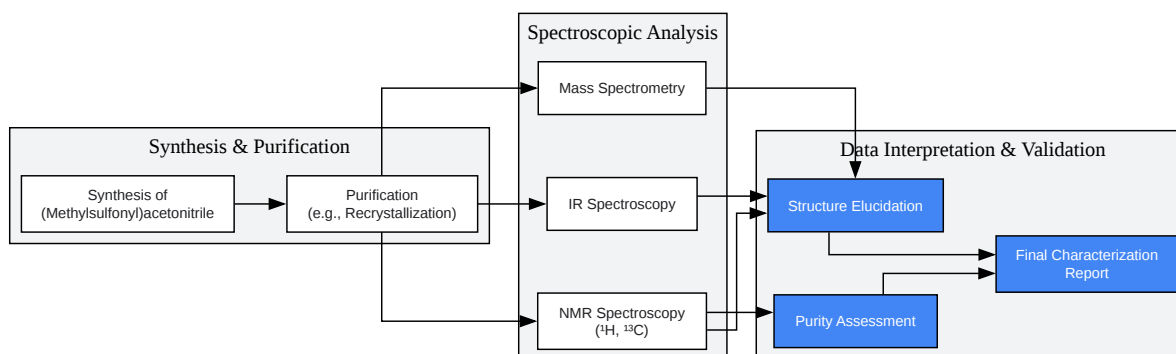 Spectroscopic Analysis
Mass Spectrometry
Synthesis & Purification
Data Interpretation & Validation
Synthesis of
(Methylsulfonyl)acetonitrile
Purification
(e.g., Recrystallization)
IR Spectroscopy
Structure Elucidation
Final Characterization
Report
NMR Spectroscopy
(¹H, ¹³C)
Purity Assessment